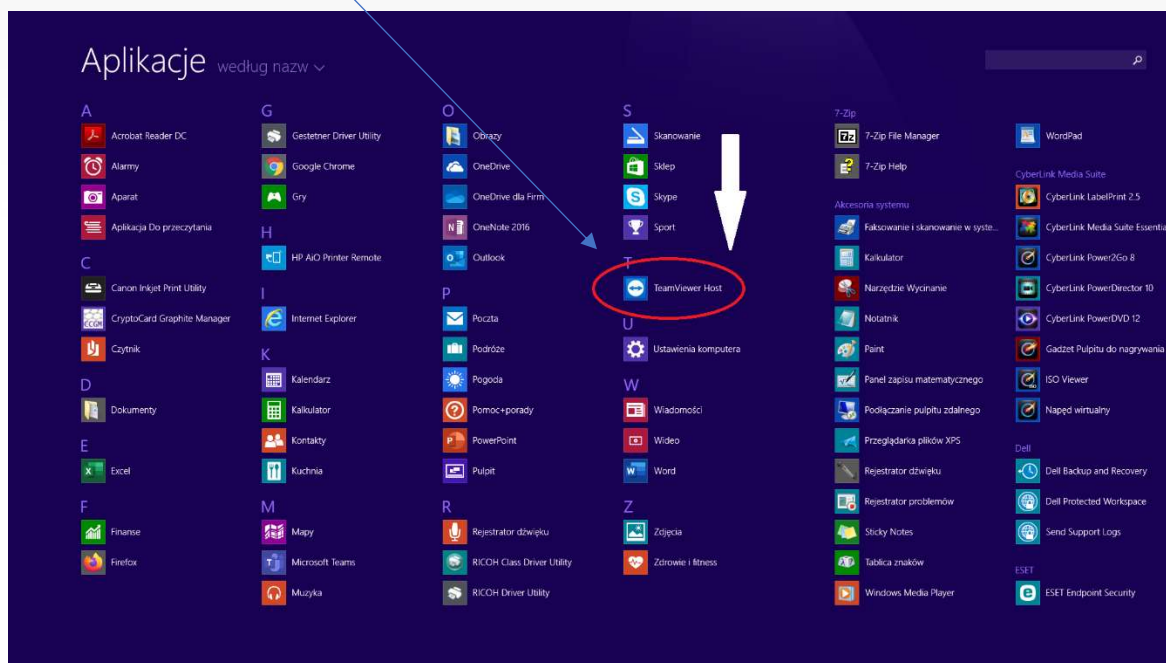 Aplikacje według nazw
A
Acrobat Reader DC
Alarmy
Aparat
Aplikacja Do przeczytania
C
Canon Inkjet Print Utility
CryptoCard Graphite Manager
Czytnik
D
Dokumenty
E
Excel
F
Finanse
Firefox
G
Gestetner Driver Utility
Google Chrome
Gry
H
HP AiO Printer Remote
I
Internet Explorer
K
Kalendarz
Kalkulator
Kontakty
Kuchnia
M
Mapy
Microsoft Teams
Muzyka
O
Obrazy
OneDrive
OneDrive dla Firm
OneNote 2016
Outlook
P
Poczta
Podróże
Pogoda
Pomoc+porady
PowerPoint
Pulpit
R
Rejestrator dźwięku
RICOH Class Driver Utility
RICOH Driver Utility
S
Skanowanie
Sklep
Skype
Sport
T
TeamViewer Host
U
Ustawienia komputera
W
Wiadomości
Wideo
Word
Z
Zdjęcia
Zdrowie i fitness
7-Zip
7-Zip File Manager
7-Zip Help
Akcesoria systemu
Faksowanie i skanowanie w syste...
Kalkulator
Narzędzie Wycinanie
Notatnik
Paint
Panel zapisu matematycznego
Podłączanie pulpitu zdalnego
Przeglądarka plików XPS
Rejestrator dźwięku
Rejestrator problemów
Sticky Notes
Tablica znaków
Windows Media Player
WordPad
CyberLink Media Suite
CyberLink LabelPrint 2.5
CyberLink Media Suite Essentia
CyberLink Power2Go 8
CyberLink PowerDirector 10
CyberLink PowerDVD 12
Gadżet Pulpitu do nagrywania
ISO Viewer
Napęd wirtualny
Dell
Dell Backup and Recovery
Dell Protected Workspace
Send Support Logs
ESET
ESET Endpoint Security